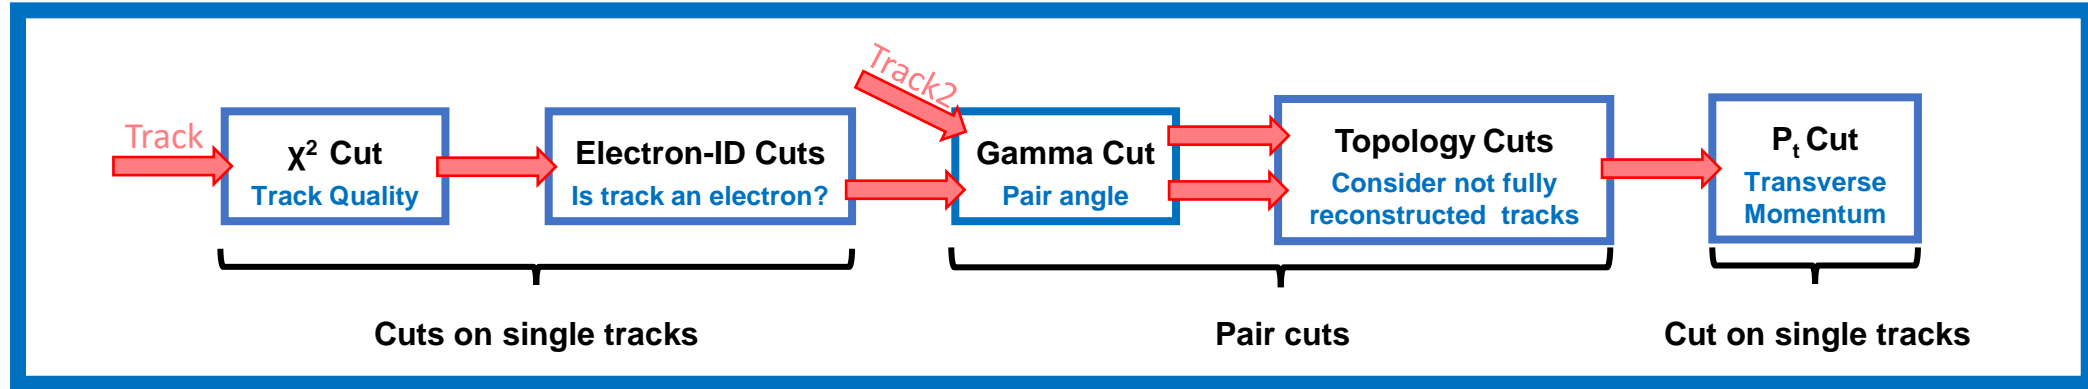 Track
χ² Cut
Track Quality
Electron-ID Cuts
Is track an electron?
Track2
Gamma Cut
Pair angle
Topology Cuts
Consider not fully
reconstructed tracks
Pt Cut
Transverse
Momentum
Cuts on single tracks
Pair cuts
Cut on single tracks